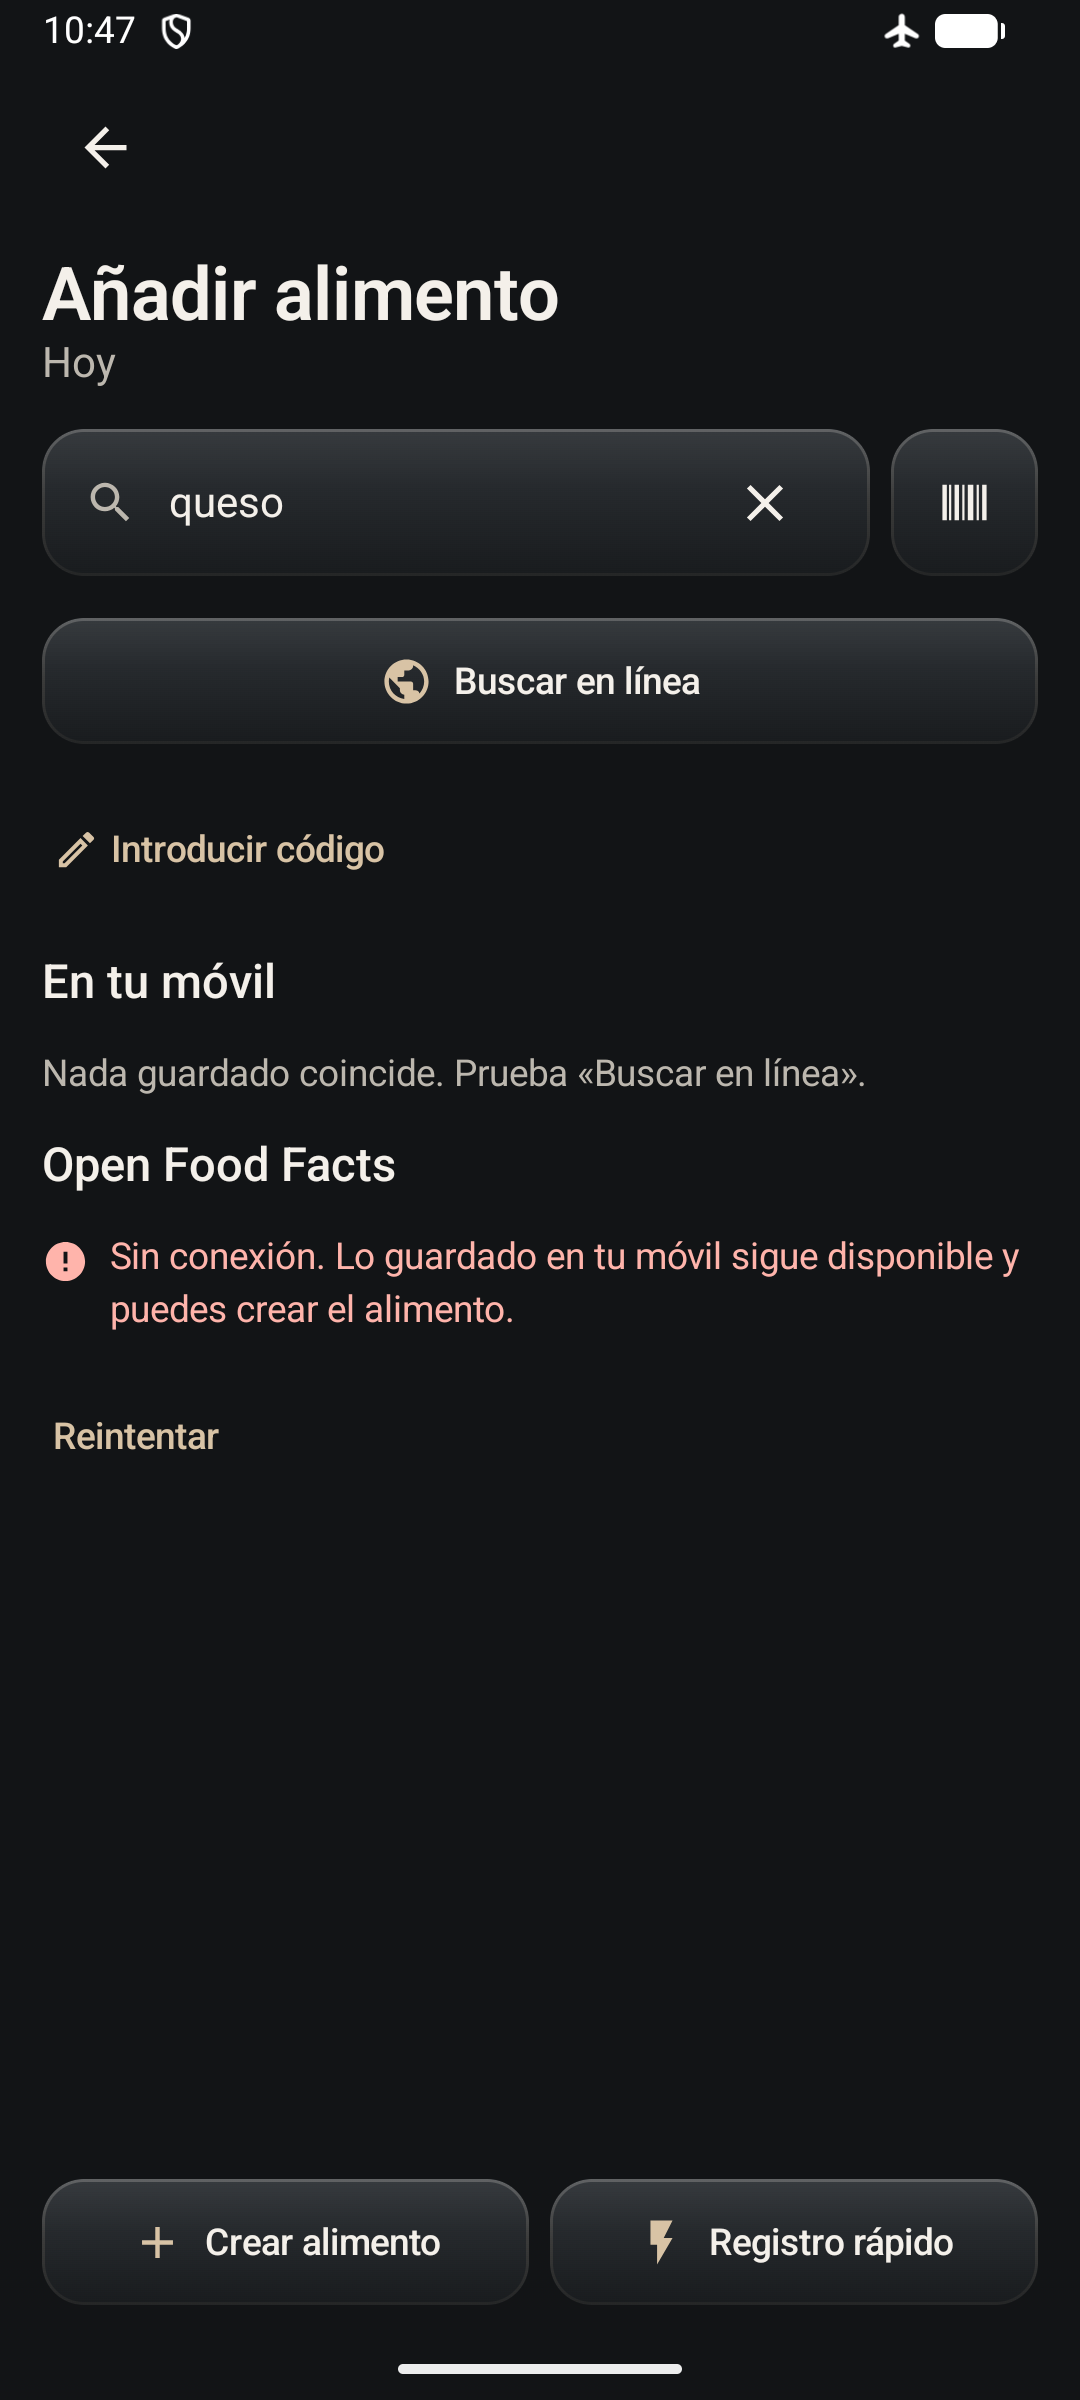 10:47
Añadir alimento
Hoy
queso
Buscar en línea
Introducir código
En tu móvil
Nada guardado coincide. Prueba «Buscar en línea».
Open Food Facts
Sin conexión. Lo guardado en tu móvil sigue disponible y
puedes crear el alimento.
Reintentar
Crear alimento
Registro rápido